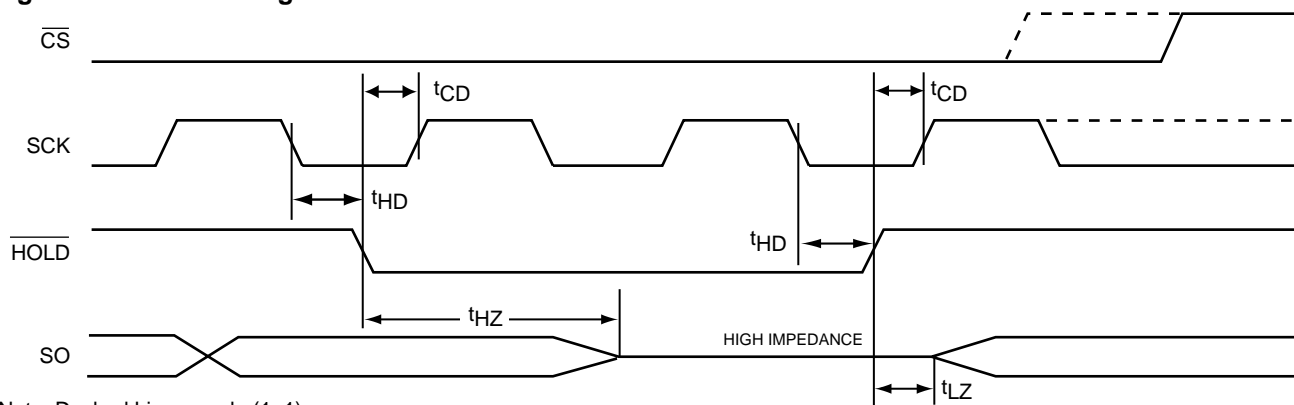 CS
tCD
tCD
SCK
tHD
HOLD
tHD
tHZ
HIGH IMPEDANCE
SO
tLZ